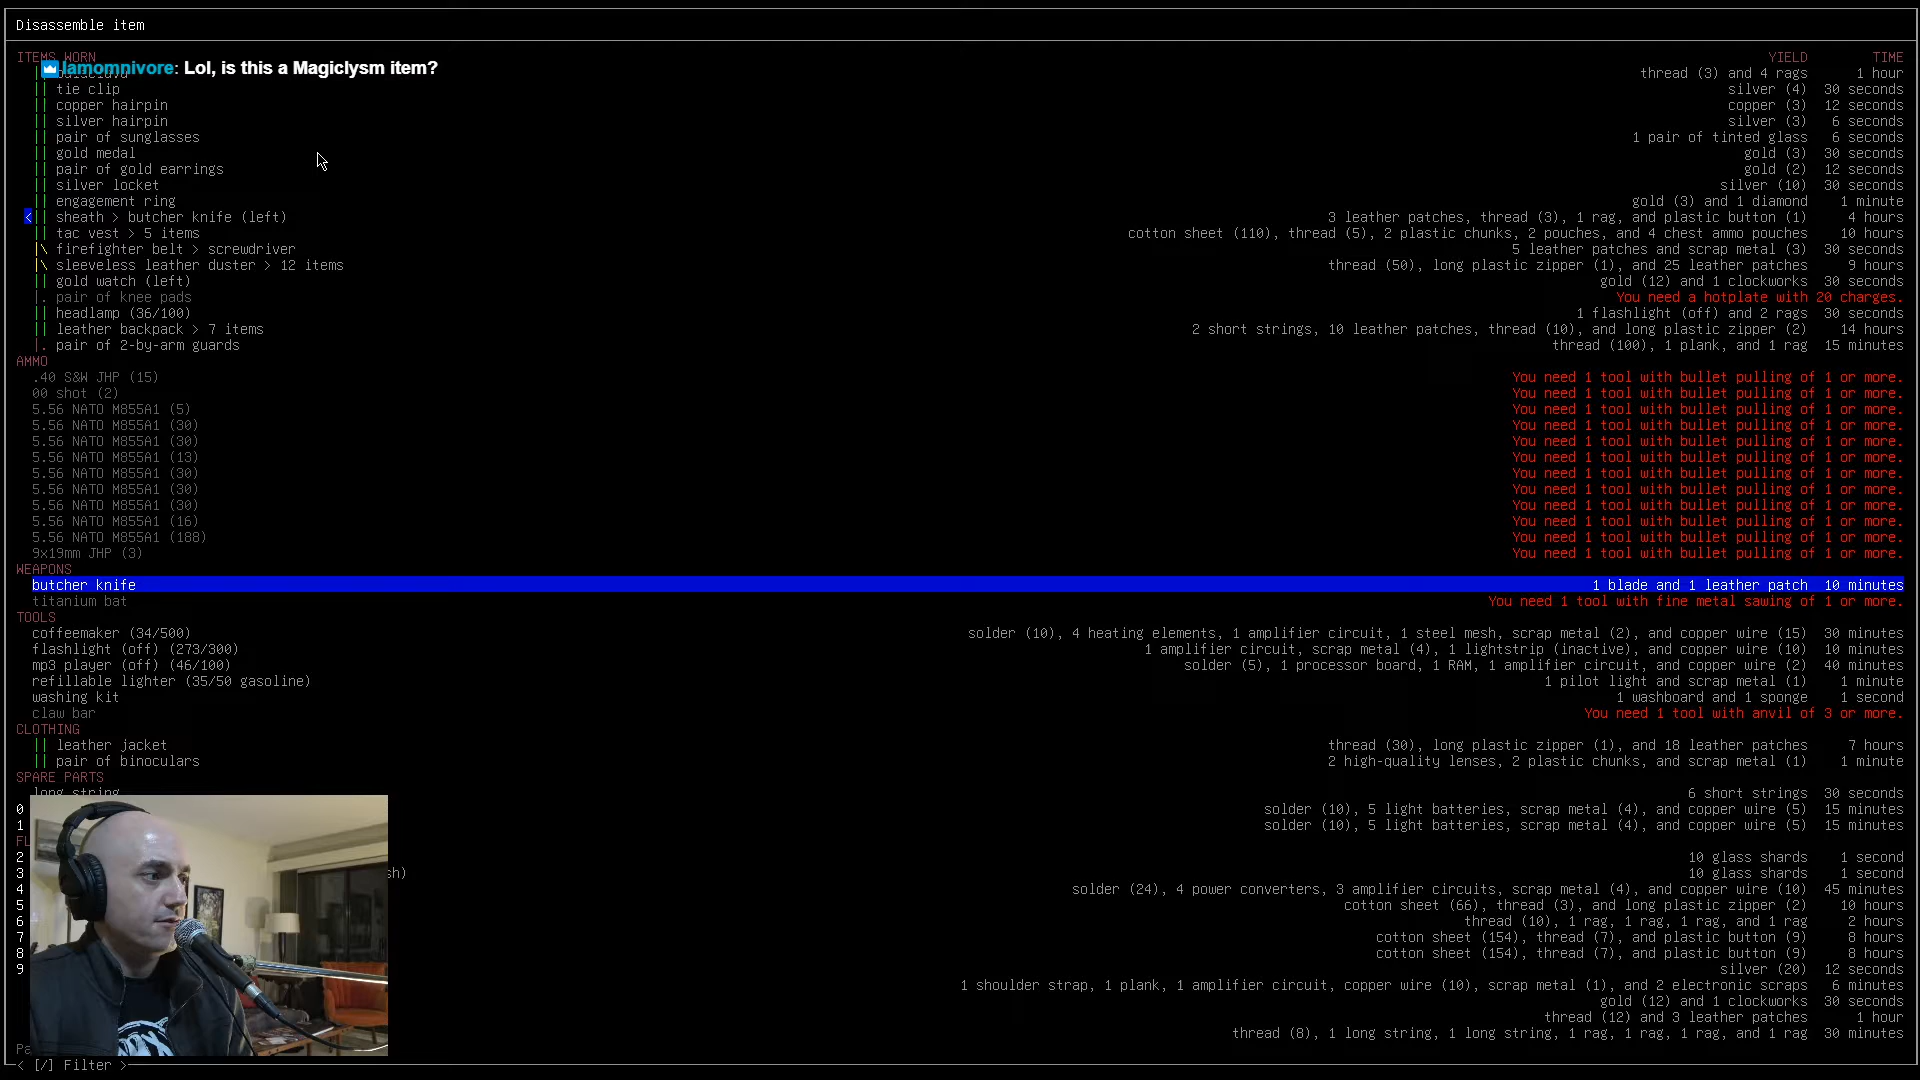 Disassemble item
ITEMS WORN YIELD TIME
Iamomnivore: Lol, is this a Magiclysm item?
thread (3) and 4 rags 1 hour
|| tie clip silver (4) 30 seconds
|| copper hairpin copper (3) 12 seconds
|| silver hairpin silver (3) 6 seconds
|| pair of sunglasses 1 pair of tinted glass 6 seconds
|| gold medal gold (3) 30 seconds
|| pair of gold earrings gold (2) 12 seconds
|| silver locket silver (10) 30 seconds
|| engagement ring gold (3) and 1 diamond 1 minute
<|| sheath > butcher knife (left) 3 leather patches, thread (3), 1 rag, and plastic button (1) 4 hours
|| tac vest > 5 items cotton sheet (110), thread (5), 2 plastic chunks, 2 pouches, and 4 chest ammo pouches 10 hours
|\ firefighter belt > screwdriver 5 leather patches and scrap metal (3) 30 seconds
|\ sleeveless leather duster > 12 items thread (50), long plastic zipper (1), and 25 leather patches 9 hours
|| gold watch (left) gold (12) and 1 clockworks 30 seconds
|. pair of knee pads You need a hotplate with 20 charges.
|| headlamp (36/100) 1 flashlight (off) and 2 rags 30 seconds
|| leather backpack > 7 items 2 short strings, 10 leather patches, thread (10), and long plastic zipper (2) 14 hours
|. pair of 2-by-arm guards thread (100), 1 plank, and 1 rag 15 minutes
AMMO
.40 S&W JHP (15) You need 1 tool with bullet pulling of 1 or more.
00 shot (2) You need 1 tool with bullet pulling of 1 or more.
5.56 NATO M855A1 (5) You need 1 tool with bullet pulling of 1 or more.
5.56 NATO M855A1 (30) You need 1 tool with bullet pulling of 1 or more.
5.56 NATO M855A1 (30) You need 1 tool with bullet pulling of 1 or more.
5.56 NATO M855A1 (13) You need 1 tool with bullet pulling of 1 or more.
5.56 NATO M855A1 (30) You need 1 tool with bullet pulling of 1 or more.
5.56 NATO M855A1 (30) You need 1 tool with bullet pulling of 1 or more.
5.56 NATO M855A1 (30) You need 1 tool with bullet pulling of 1 or more.
5.56 NATO M855A1 (16) You need 1 tool with bullet pulling of 1 or more.
5.56 NATO M855A1 (188) You need 1 tool with bullet pulling of 1 or more.
9x19mm JHP (3) You need 1 tool with bullet pulling of 1 or more.
WEAPONS
butcher knife 1 blade and 1 leather patch 10 minutes
titanium bat You need 1 tool with fine metal sawing of 1 or more.
TOOLS
coffeemaker (34/500) solder (10), 4 heating elements, 1 amplifier circuit, 1 steel mesh, scrap metal (2), and copper wire (15) 30 minutes
flashlight (off) (273/300) 1 amplifier circuit, scrap metal (4), 1 lightstrip (inactive), and copper wire (10) 10 minutes
mp3 player (off) (46/100) solder (5), 1 processor board, 1 RAM, 1 amplifier circuit, and copper wire (2) 40 minutes
refillable lighter (35/50 gasoline) 1 pilot light and scrap metal (1) 1 minute
washing kit 1 washboard and 1 sponge 1 second
claw bar You need 1 tool with anvil of 3 or more.
CLOTHING
|| leather jacket thread (30), long plastic zipper (1), and 18 leather patches 7 hours
|| pair of binoculars 2 high-quality lenses, 2 plastic chunks, and scrap metal (1) 1 minute
SPARE PARTS
long string 6 short strings 30 seconds
0 solder (10), 5 light batteries, scrap metal (4), and copper wire (5) 15 minutes
1 solder (10), 5 light batteries, scrap metal (4), and copper wire (5) 15 minutes
FL
2 10 glass shards 1 second
3 sh) 10 glass shards 1 second
4 solder (24), 4 power converters, 3 amplifier circuits, scrap metal (4), and copper wire (10) 45 minutes
5 cotton sheet (66), thread (3), and long plastic zipper (2) 10 hours
6 thread (10), 1 rag, 1 rag, 1 rag, and 1 rag 2 hours
7 cotton sheet (154), thread (7), and plastic button (9) 8 hours
8 cotton sheet (154), thread (7), and plastic button (9) 8 hours
9 silver (20) 12 seconds
1 shoulder strap, 1 plank, 1 amplifier circuit, copper wire (10), scrap metal (1), and 2 electronic scraps 6 minutes
gold (12) and 1 clockworks 30 seconds
thread (12) and 3 leather patches 1 hour
thread (8), 1 long string, 1 long string, 1 rag, 1 rag, 1 rag, and 1 rag 30 minutes
Pa
< [/] Filter >